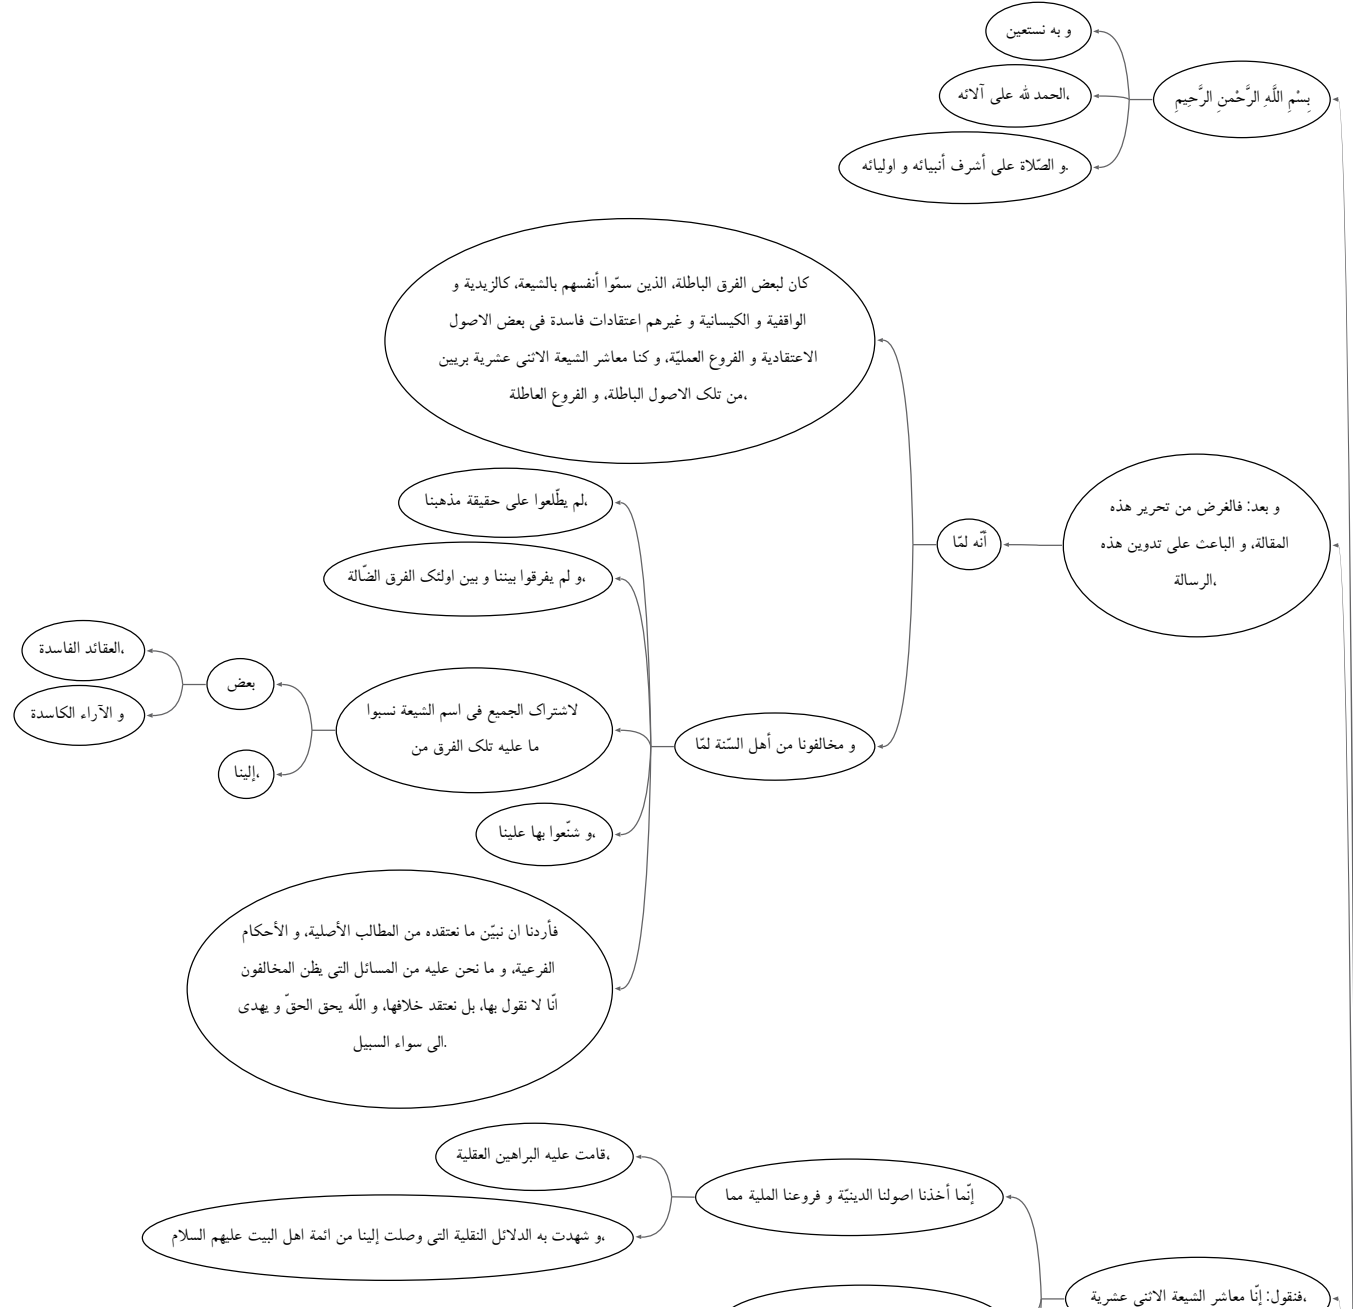 بِسْمِ اللَّهِ الرَّحْمنِ الرَّحِيمِ
و به نستعین
الحمد لله على آلائه،
و الصّلاة على أشرف أنبيائه و اوليائه.
و بعد: فالغرض من تحرير هذه
المقالة، و الباعث على تدوين هذه
الرسالة،
أنّه لمّا
كان لبعض الفرق الباطلة، الذين سمّوا أنفسهم بالشيعة، كالزيدية و
الواقفية و الكيسانية و غيرهم اعتقادات فاسدة فى بعض الاصول
الاعتقادية و الفروع العمليّة، و كنا معاشر الشيعة الاثنى عشرية بريين
من تلک الاصول الباطلة، و الفروع العاطلة،
و مخالفونا من أهل السّنة لمّا
لم يطّلعوا على حقيقة مذهبنا،
و لم يفرقوا بيننا و بين اولئک الفرق الضّالة،
لاشتراک الجميع فى اسم الشيعة نسبوا
ما عليه تلک الفرق من
بعض
العقائد الفاسدة،
و الآراء الكاسدة
إلينا،
و شنّعوا بها علينا،
فأردنا ان نبيّن ما نعتقده من المطالب الأصلية، و الأحكام
الفرعية، و ما نحن عليه من المسائل التى يظن المخالفون
انّا لا نقول بها، بل نعتقد خلافها، و اللّه يحق الحقّ و يهدى
الى سواء السبيل.
فنقول: إنّا معاشر الشيعة الاثنى عشرية،
إنّما أخذنا اصولنا الدينيّة و فروعنا الملية مما
قامت عليه البراهين العقلية،
و شهدت به الدلائل النقلية التى وصلت إلينا من ائمة اهل البيت عليهم السلام،